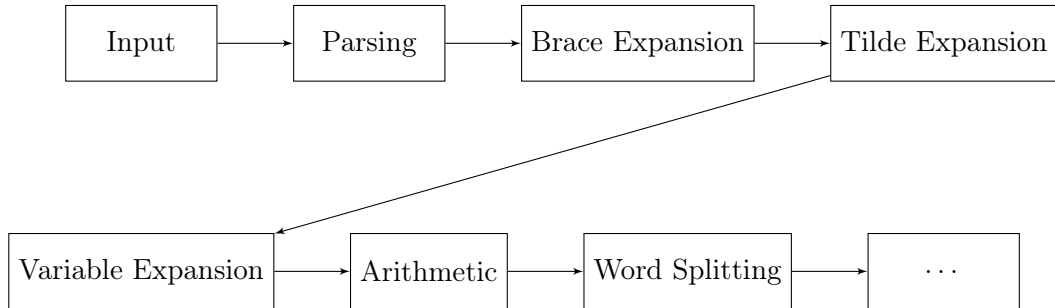 Input
Parsing
Brace Expansion
Tilde Expansion
Variable Expansion
Arithmetic
Word Splitting
...